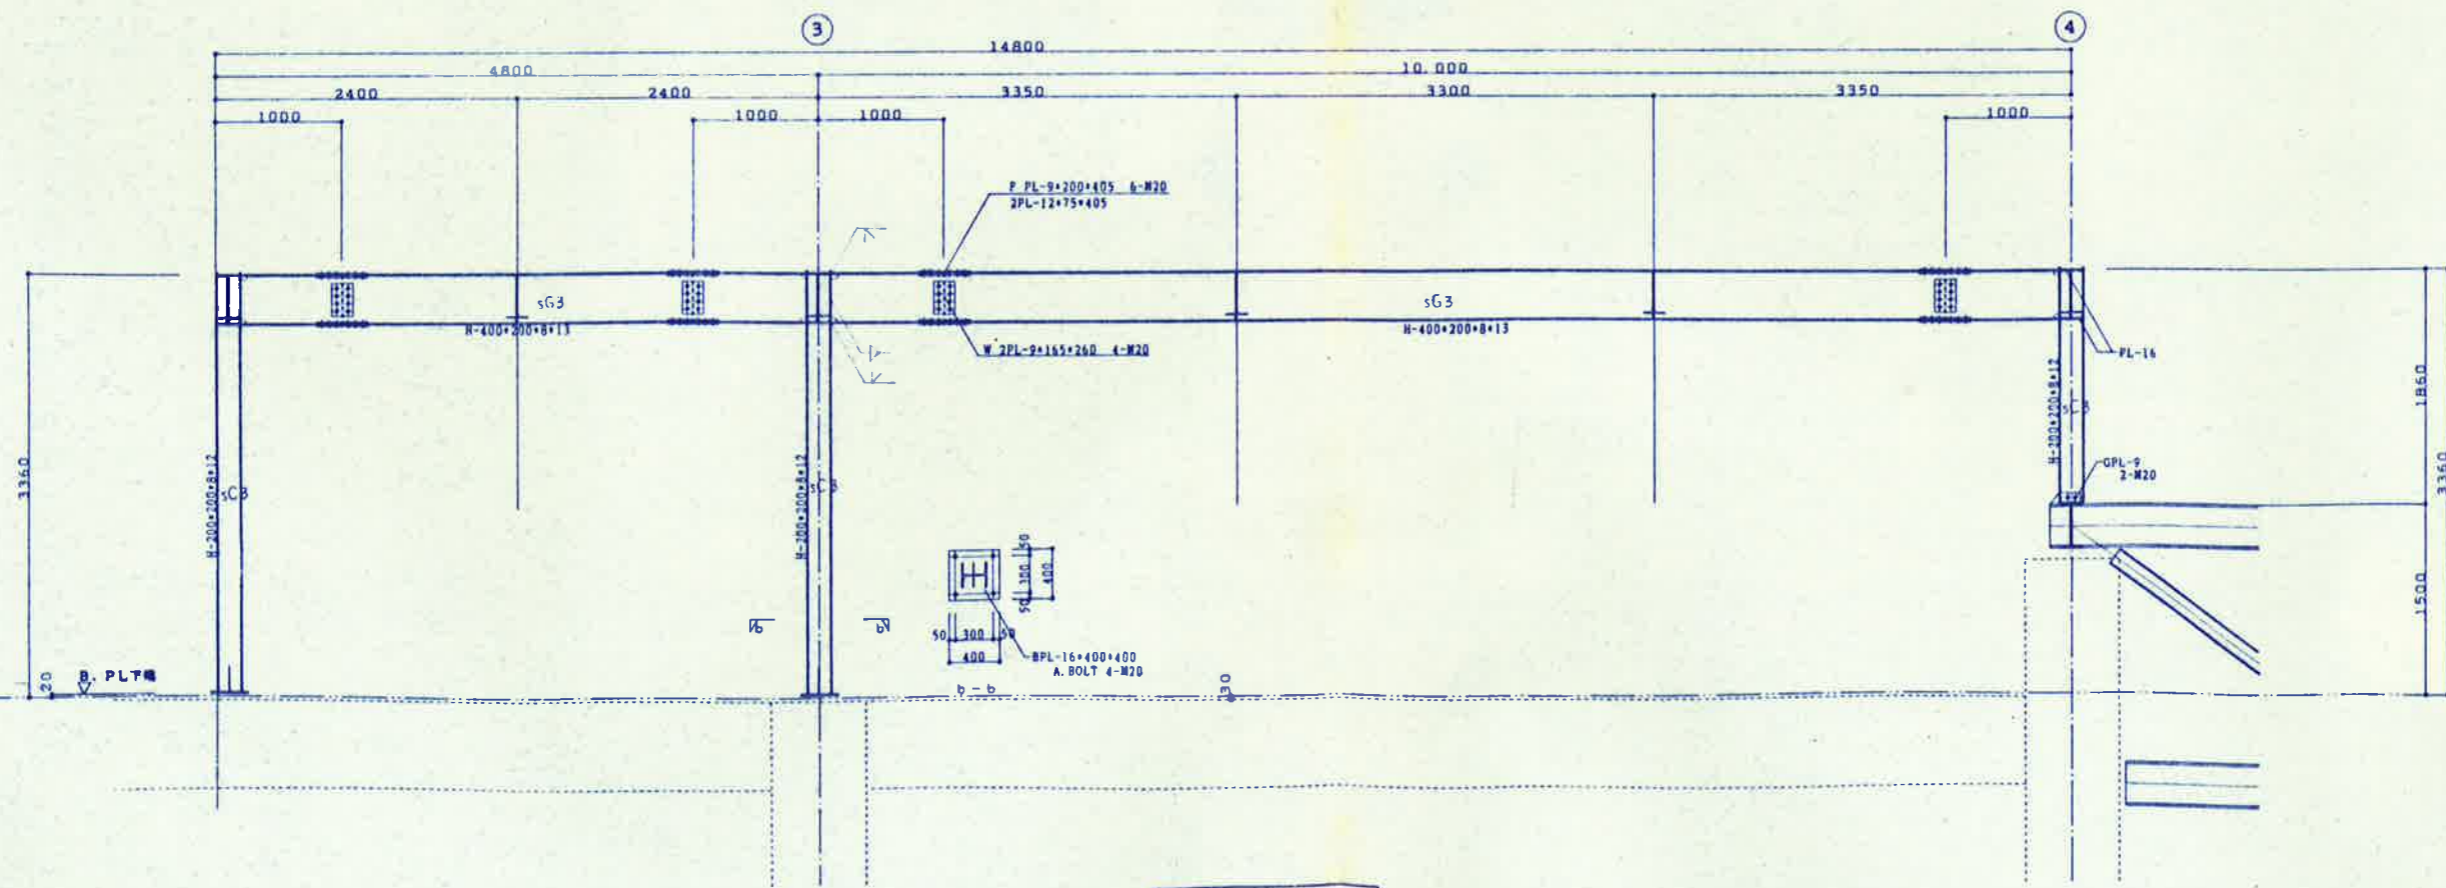 3
4
14800
4800
10.000
2400
2400
3350
3300
3350
1000
1000
1000
1000
F PL-9*200*405 6-M20
2PL-12*75*405
sG3
sG3
H-400*200*8*13
H-400*200*8*13
W 2PL-9*165*260 4-M20
PL-16
H-200*200*8*12
sC3
H-200*200*8*12
sC3
H-200*200*8*12
sC3
GPL-9
2-M20
3360
1860
3360
1500
50
300
50
400
50
300
50
400
b
b
BPL-16*400*400
A.BOLT 4-M20
b-b
20
B. PL下端
30